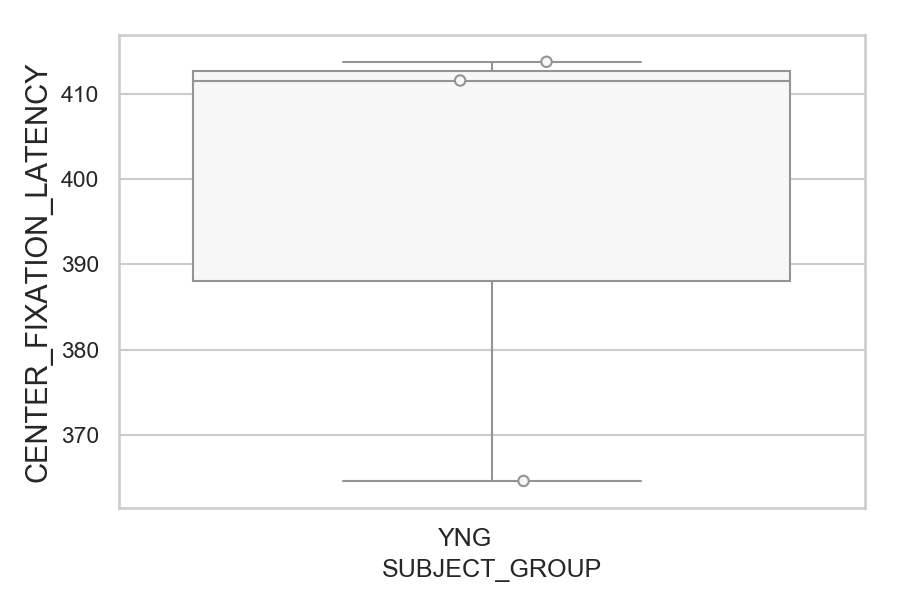 CENTER_FIXATION_LATENCY
410
400
390
380
370
YNG
SUBJECT_GROUP